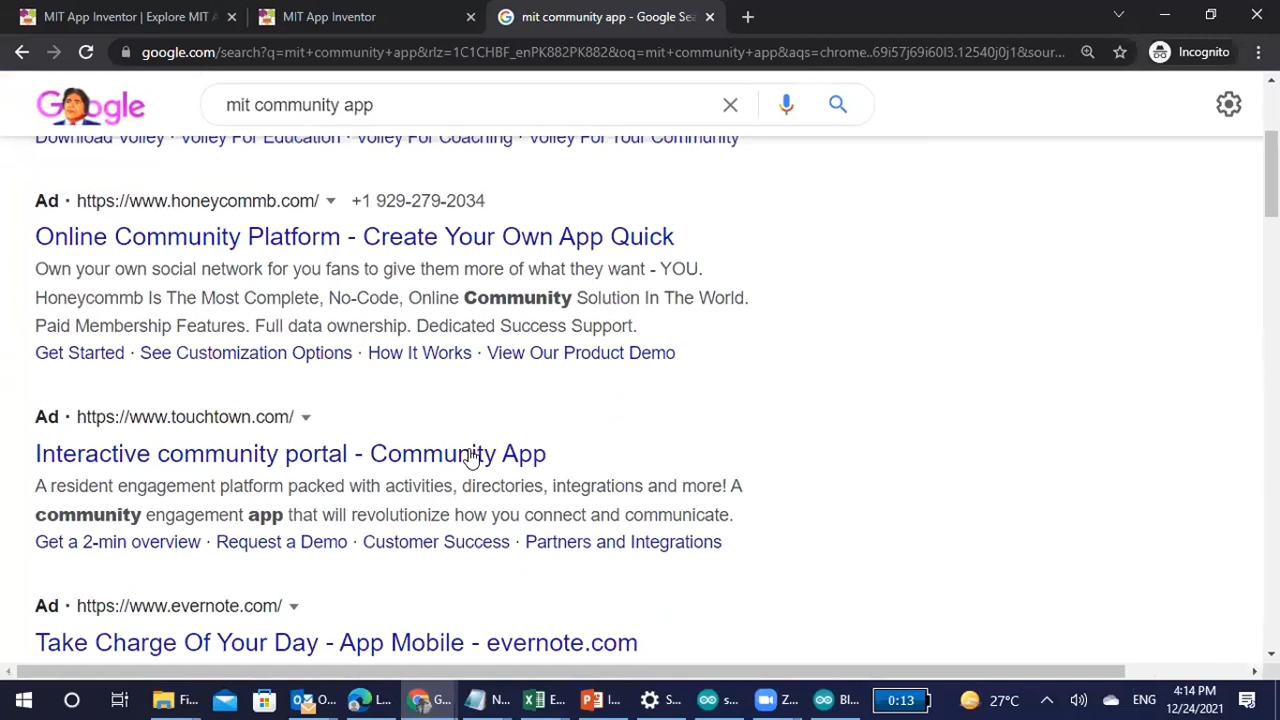 MIT App Inventor | Explore MIT A
MIT App Inventor
mit community app - Google Sea
google.com/search?q=mit+community+app&rlz=1C1CHBF_enPK882PK882&oq=mit+community+app&aqs=chrome..69i57j69i60l3.12540j0j1&sour...
Incognito
Google
mit community app
Download Volley · Volley For Education · Volley For Coaching · Volley For Your Community
Ad · https://www.honeycommb.com/ +1 929-279-2034
Online Community Platform - Create Your Own App Quick
Own your own social network for you fans to give them more of what they want - YOU.
Honeycommb Is The Most Complete, No-Code, Online Community Solution In The World.
Paid Membership Features. Full data ownership. Dedicated Success Support.
Get Started · See Customization Options · How It Works · View Our Product Demo
Ad · https://www.touchtown.com/
Interactive community portal - Community App
A resident engagement platform packed with activities, directories, integrations and more! A
community engagement app that will revolutionize how you connect and communicate.
Get a 2-min overview · Request a Demo · Customer Success · Partners and Integrations
Ad · https://www.evernote.com/
Take Charge Of Your Day - App Mobile - evernote.com
Fi... O... L... G... N... E... I... S... s... Z... Bl... 0:13 27°C ENG
4:14 PM
12/24/2021